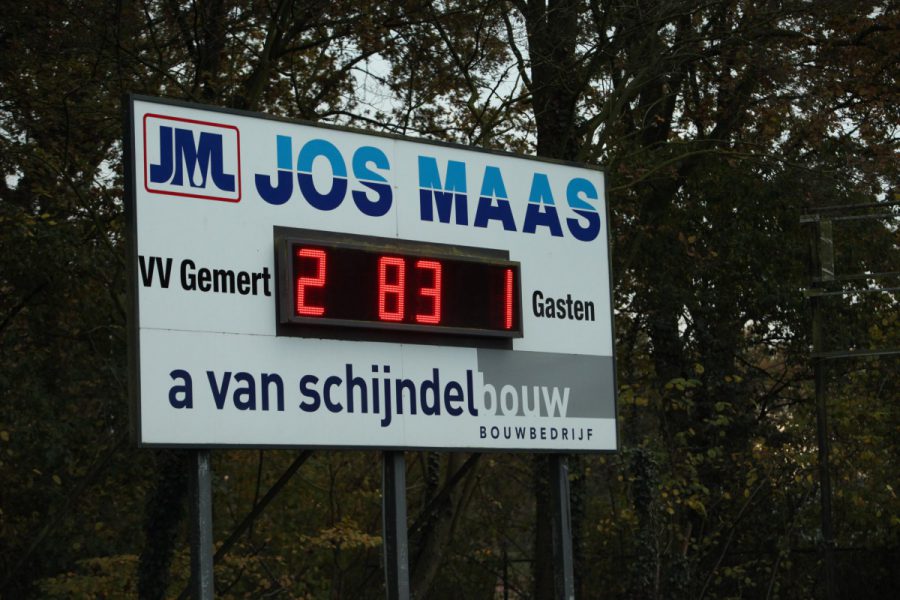 JML JOS MAAS
VV Gemert 2 83 1 Gasten
a van schijndelbouw
BOUWBEDRIJF